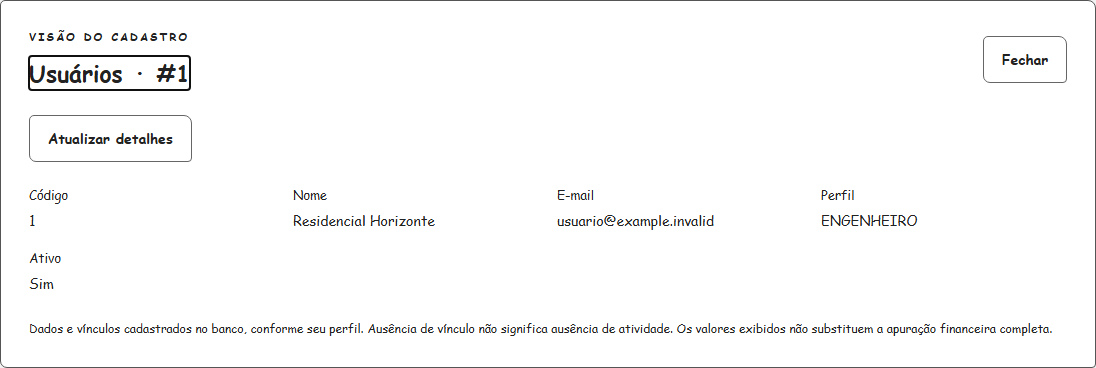 VISÃO DO CADASTRO
Usuários · #1
Fechar
Atualizar detalhes
Código
1
Nome
Residencial Horizonte
E-mail
usuario@example.invalid
Perfil
ENGENHEIRO
Ativo
Sim
Dados e vínculos cadastrados no banco, conforme seu perfil. Ausência de vínculo não significa ausência de atividade. Os valores exibidos não substituem a apuração financeira completa.